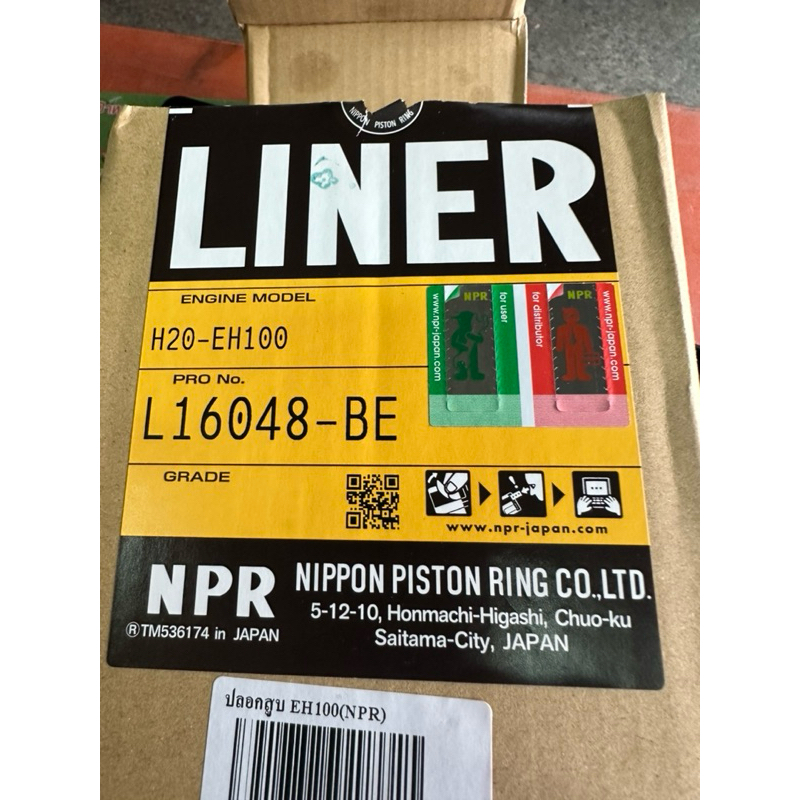 NIPPON PISTON RING
LINER
ENGINE MODEL
H20-EH100
PRO No.
L16048-BE
GRADE
www.npr-japan.com
NPR
for user
for distributor
NPR
www.npr-japan.com
www.npr-japan.com
NPR
®TM536174 in JAPAN
NIPPON PISTON RING CO.,LTD.
5-12-10, Honmachi-Higashi, Chuo-ku
Saitama-City, JAPAN
ปลอกสูบ EH100(NPR)